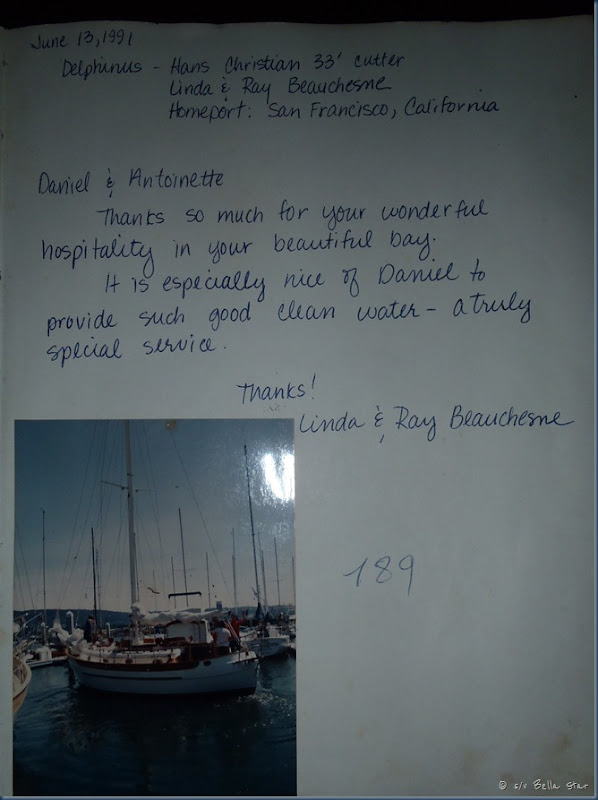 June 13, 1991
Delphinus - Hans Christian 33' cutter
Linda & Ray Beauchesne
Homeport: San Francisco, California
Daniel & Antoinette
Thanks so much for your wonderful
hospitality in your beautiful bay.
It is especially nice of Daniel to
provide such good clean water - a truly
special service.
Thanks!
Linda & Ray Beauchesne
189
© s/v Bella Star